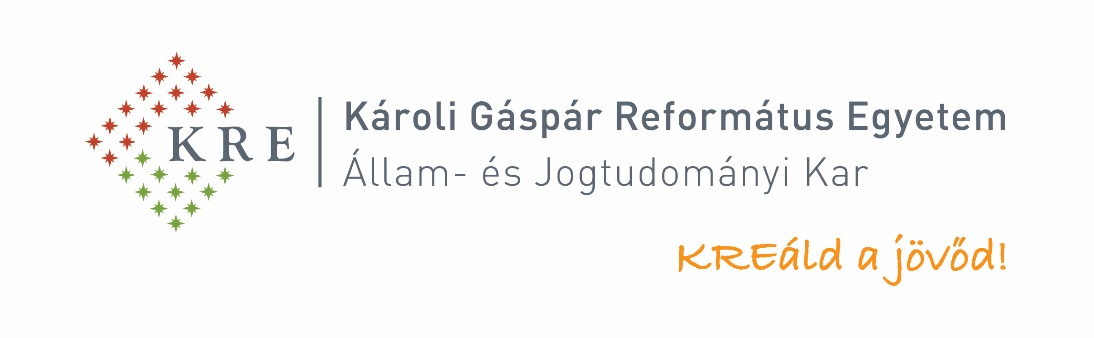 KRE
Károli Gáspár Református Egyetem
Állam- és Jogtudományi Kar
KREáld a jövőd!